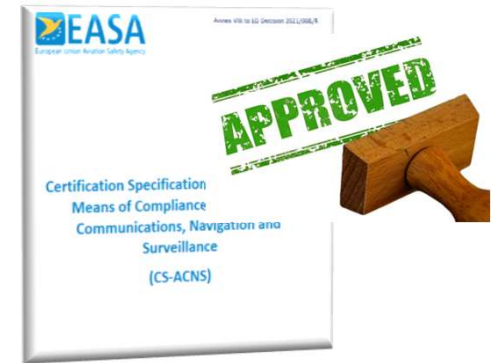 EASA
European Union Aviation Safety Agency
Annex VIII to ED Decision 2021/008/R
APPROVED
Certification Specification
Means of Compliance
Communications, Navigation and
Surveillance
(CS-ACNS)